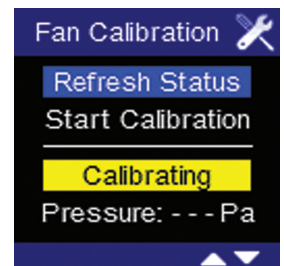 Fan Calibration
Refresh Status
Start Calibration
Calibrating
Pressure: - - - Pa